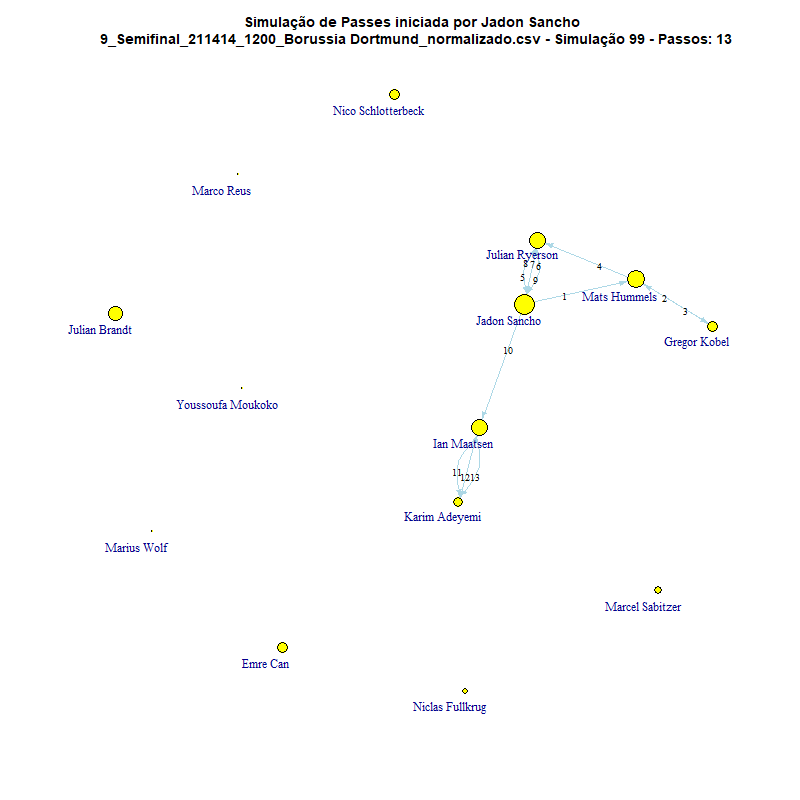 Simulação de Passes iniciada por Jadon Sancho
9_Semifinal_211414_1200_Borussia Dortmund_normalizado.csv - Simulação 99 - Passos: 13
Nico Schlotterbeck
Marco Reus
Julian Ryerson
8 7 6
4
5
9
Mats Hummels
1
2
3
Jadon Sancho
Julian Brandt
Gregor Kobel
10
Youssoufa Moukoko
Ian Maatsen
11
12
13
Karim Adeyemi
Marius Wolf
Marcel Sabitzer
Emre Can
Niclas Fullkrug